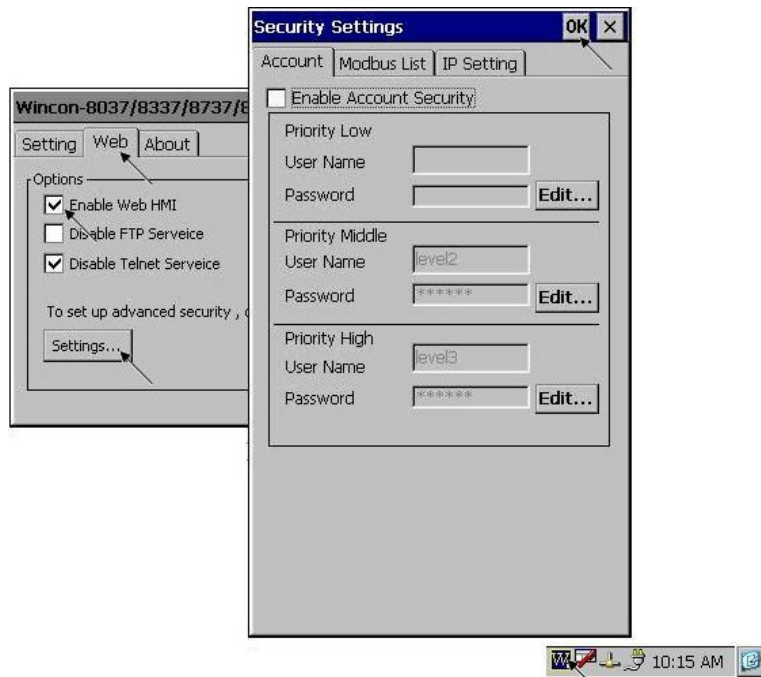 Wincon-8037/8337/8737/8
Setting Web About
Options
Enable Web HMI
Disable FTP Serveice
Disable Telnet Serveice
To set up advanced security ,
Settings...
Security Settings OK ×
Account Modbus List IP Setting
Enable Account Security
Priority Low
User Name
Password Edit...
Priority Middle
User Name level2
Password ****** Edit...
Priority High
User Name level3
Password ****** Edit...
W 10:15 AM